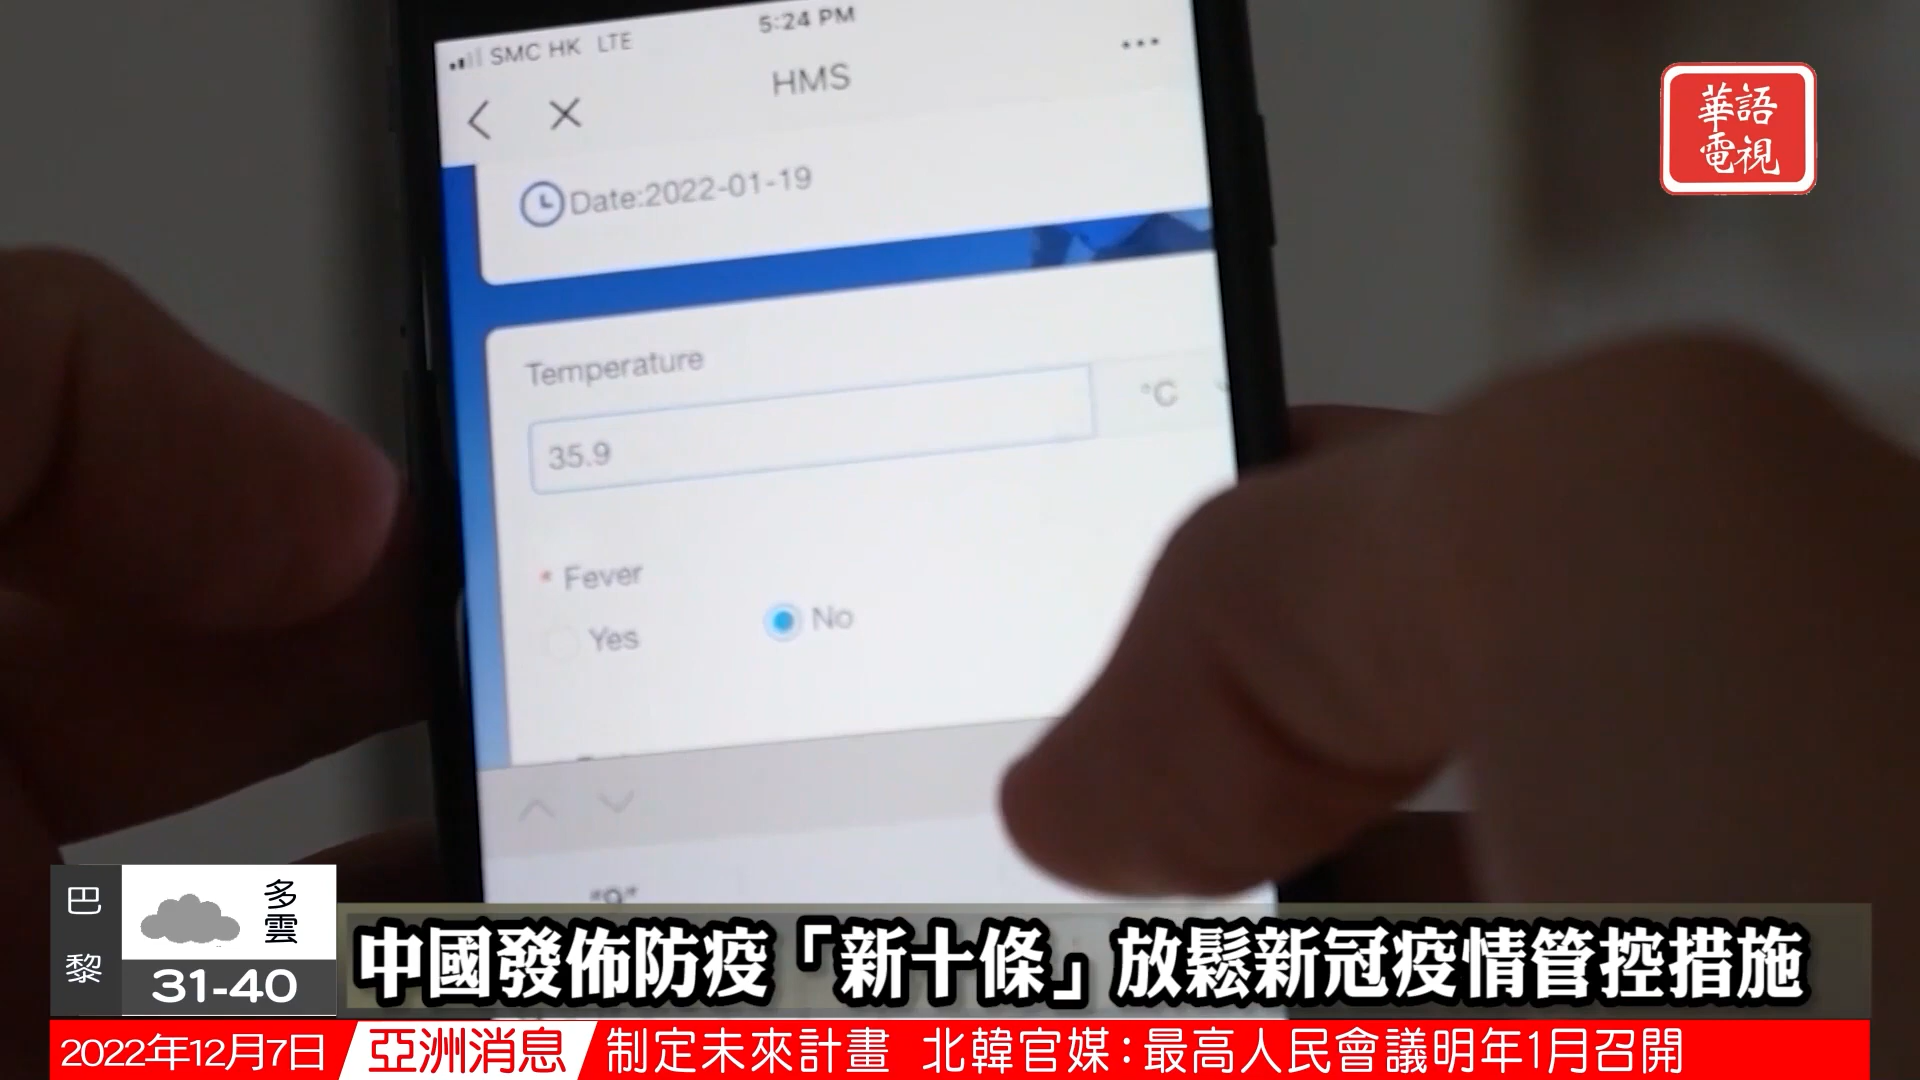 5:24 PM
SMC HK LTE
HMS
華語
電視
Date:2022-01-19
Temperature
35.9
°C
* Fever
Yes
No
"9"
巴黎
多雲
31-40
中國發佈防疫「新十條」放鬆新冠疫情管控措施
2022年12月7日
亞洲消息
制定未來計畫 北韓官媒:最高人民會議明年1月召開